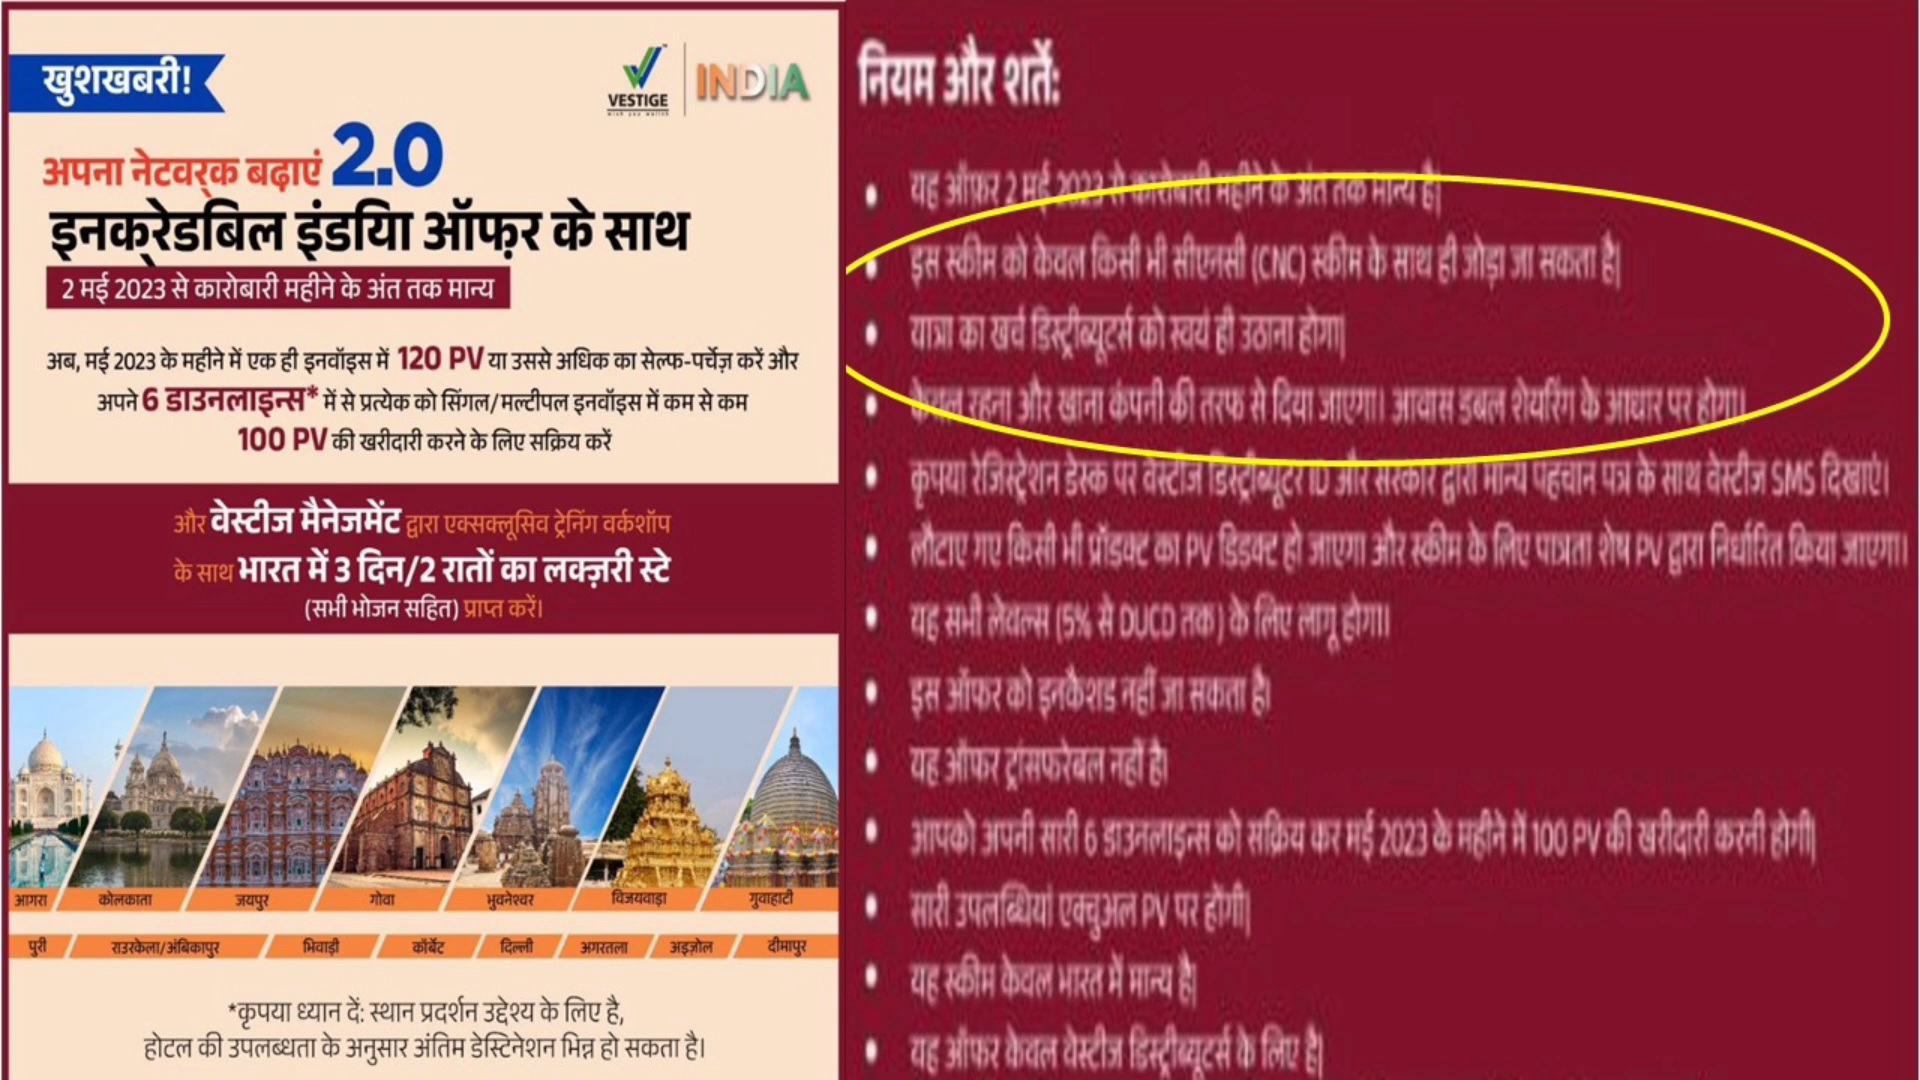 खुशखबरी!
VESTIGE
INDIA
अपना नेटवर्क बढ़ाएं 2.0
इनक्रेडिबल इंडिया ऑफ़र के साथ
2 मई 2023 से कारोबारी महीने के अंत तक मान्य
अब, मई 2023 के महीने में एक ही इनवॉइस में 120 PV या उससे अधिक का सेल्फ-पर्चेज़ करें और
अपने 6 डाउनलाइन्स* में से प्रत्येक को सिंगल/मल्टीपल इनवॉइस में कम से कम
100 PV की खरीदारी करने के लिए सक्रिय करें
और वेस्टीज मैनेजमेंट द्वारा एक्सक्लूसिव ट्रेनिंग वर्कशॉप
के साथ भारत में 3 दिन/2 रातों का लक्ज़री स्टे
(सभी भोजन सहित) प्राप्त करें।
आगरा कोलकाता जयपुर गोवा भुवनेश्वर विजयवाड़ा गुवाहाटी
पुरी राउरकेला/अंबिकापुर भिवाड़ी कॉर्बेट दिल्ली अगरतला अइज़ोल दीमापुर
*कृपया ध्यान दें: स्थान प्रदर्शन उद्देश्य के लिए है,
होटल की उपलब्धता के अनुसार अंतिम डेस्टिनेशन भिन्न हो सकता है।
नियम और शर्ते:
यह ऑफ़र 2 मई 2023 से कारोबारी महीने के अंत तक मान्य है|
इस स्कीम को केवल किसी भी सीएनसी (CNC) स्कीम के साथ ही जोड़ा जा सकता है|
यात्रा का खर्च डिस्ट्रीब्यूटर्स को स्वयं ही उठाना होगा|
केवल रहना और खाना कंपनी की तरफ से दिया जाएगा। आवास डबल शेयरिंग के आधार पर होगा।
कृपया रेजिस्ट्रेशन डेस्क पर वेस्टीज डिस्ट्रीब्यूटर ID और सरकार द्वारा मान्य पहचान पत्र के साथ वेस्टीज SMS दिखाएं।
लौटाए गए किसी भी प्रॉडक्ट का PV डिडक्ट हो जाएगा और स्कीम के लिए पात्रता शेष PV द्वारा निर्धारित किया जाएगा।
यह सभी लेवल्स (5% से DUCD तक) के लिए लागू होगा।
इस ऑफर को इनकैशड नहीं जा सकता है।
यह ऑफर ट्रांसफरेबल नहीं है।
आपको अपनी सारी 6 डाउनलाइन्स को सक्रिय कर मई 2023 के महीने में 100 PV की खरीदारी करनी होगी|
सारी उपलब्धियां एक्चुअल PV पर होंगी|
यह स्कीम केवल भारत में मान्य है|
यह ऑफर केवल वेस्टीज डिस्ट्रीब्यूटर्स के लिए है|